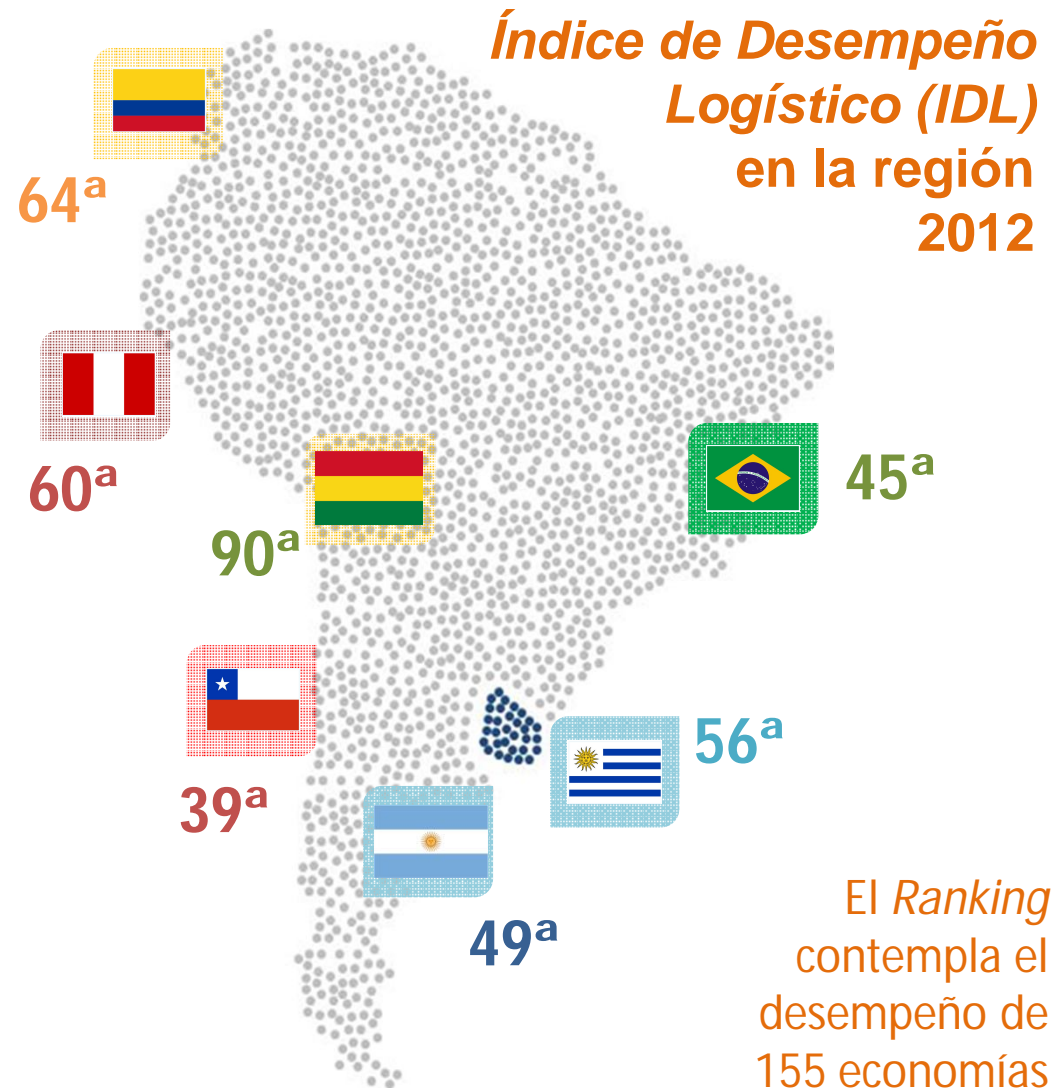 Índice de Desempeño
Logístico (IDL)
en la región
2012
64ª
60ª
90ª
45ª
39ª
56ª
49ª
El Ranking
contempla el
desempeño de
155 economías